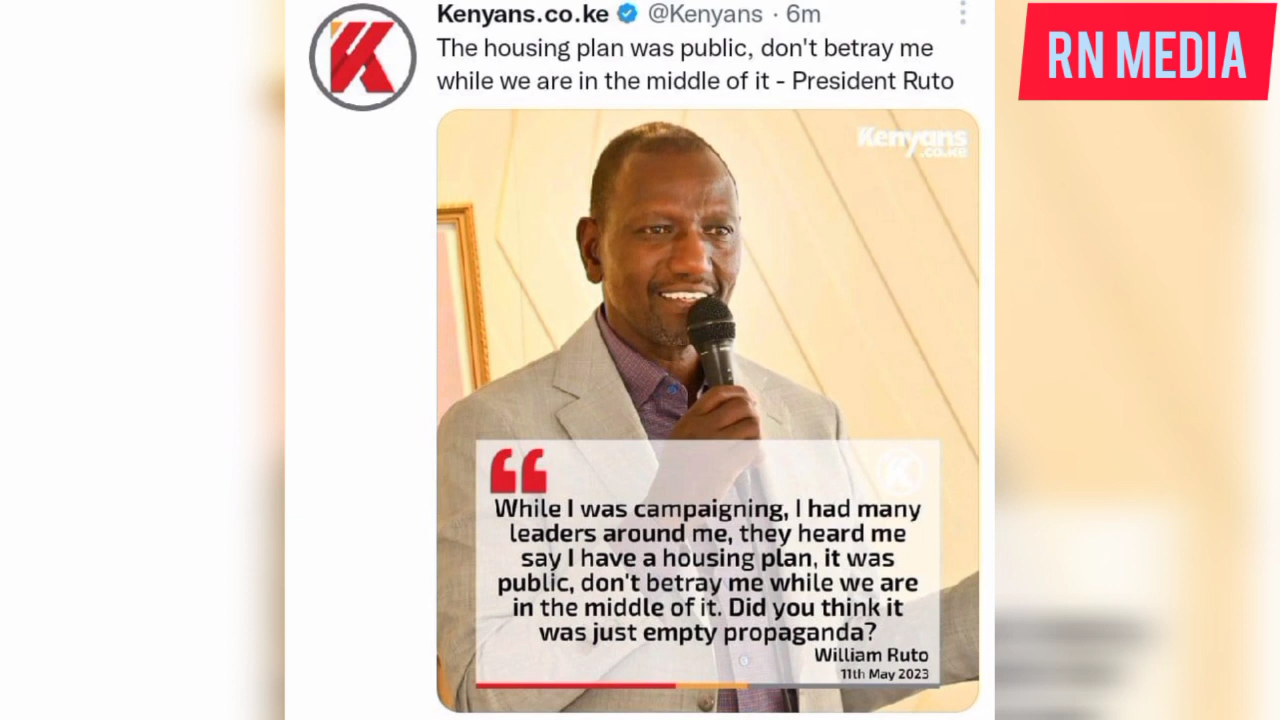 Kenyans.co.ke @Kenyans · 6m
RN MEDIA
The housing plan was public, don't betray me
while we are in the middle of it - President Ruto
Kenyans
.CO.KE
While I was campaigning, I had many
leaders around me, they heard me
say I have a housing plan, it was
public, don't betray me while we are
in the middle of it. Did you think it
was just empty propaganda?
William Ruto
11th May 2023